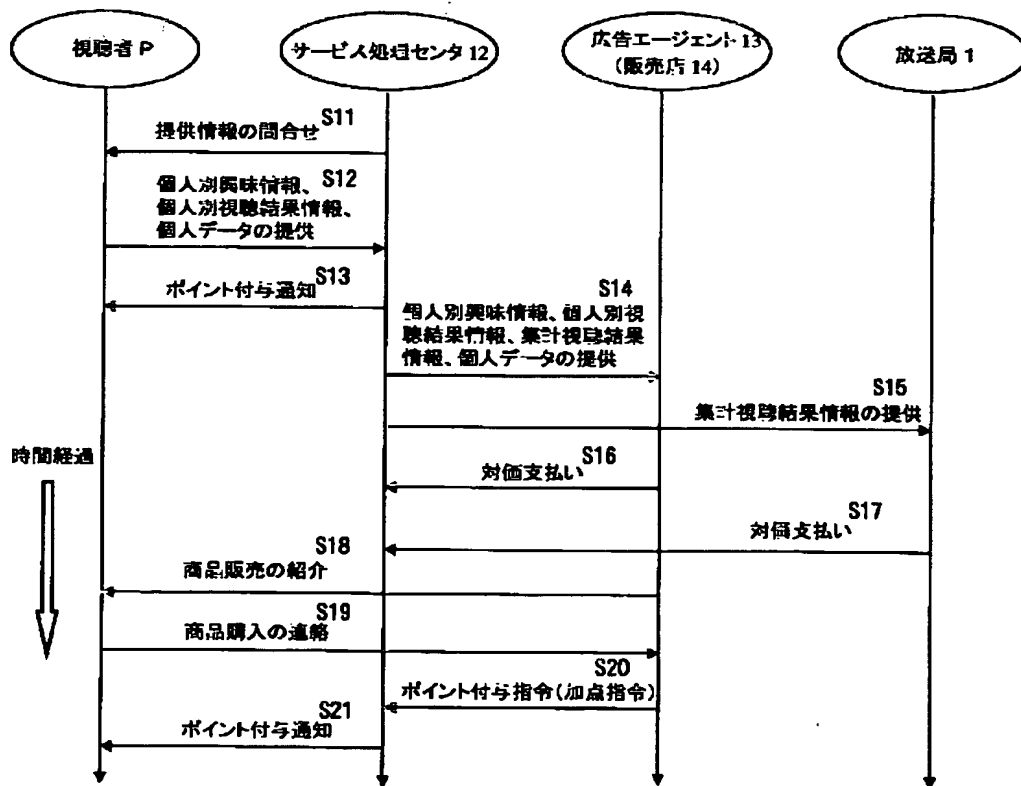 視聴者 P
サービス処理センタ 12
広告エージェント 13
(販売店 14)
放送局 1
S11
提供情報の問合せ
S12
個人別興味情報、
個人別視聴結果情報、
個人データの提供
S13
ポイント付与通知
S14
個人別興味情報、個人別視
聴結果情報、集計視聴結果
情報、個人データの提供
S15
集計視聴結果情報の提供
時間経過
S16
対価支払い
S17
対価支払い
S18
商品販売の紹介
S19
商品購入の連絡
S20
ポイント付与指令(加点指令)
S21
ポイント付与通知